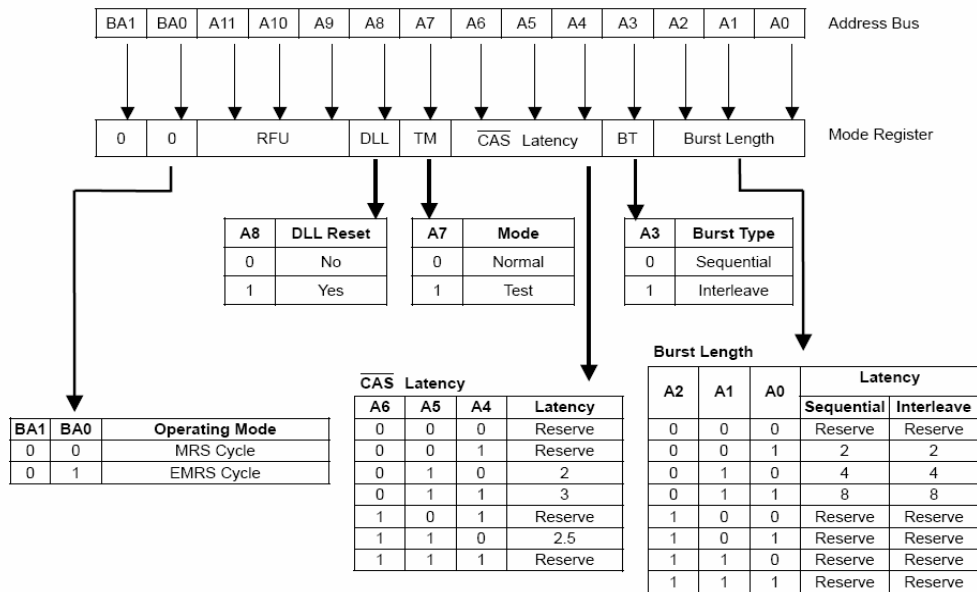 BA1 BA0 A11 A10 A9 A8 A7 A6 A5 A4 A3 A2 A1 A0 Address Bus
0 0 RFU DLL TM CAS Latency BT Burst Length Mode Register
A8 DLL Reset
0 No
1 Yes
A7 Mode
0 Normal
1 Test
A3 Burst Type
0 Sequential
1 Interleave
BA1 BA0 Operating Mode
0 0 MRS Cycle
0 1 EMRS Cycle
CAS Latency
A6 A5 A4 Latency
0 0 0 Reserve
0 0 1 Reserve
0 1 0 2
0 1 1 3
1 0 1 Reserve
1 1 0 2.5
1 1 1 Reserve
Burst Length
A2 A1 A0 Latency
Sequential Interleave
0 0 0 Reserve Reserve
0 0 1 2 2
0 1 0 4 4
0 1 1 8 8
1 0 0 Reserve Reserve
1 0 1 Reserve Reserve
1 1 0 Reserve Reserve
1 1 1 Reserve Reserve